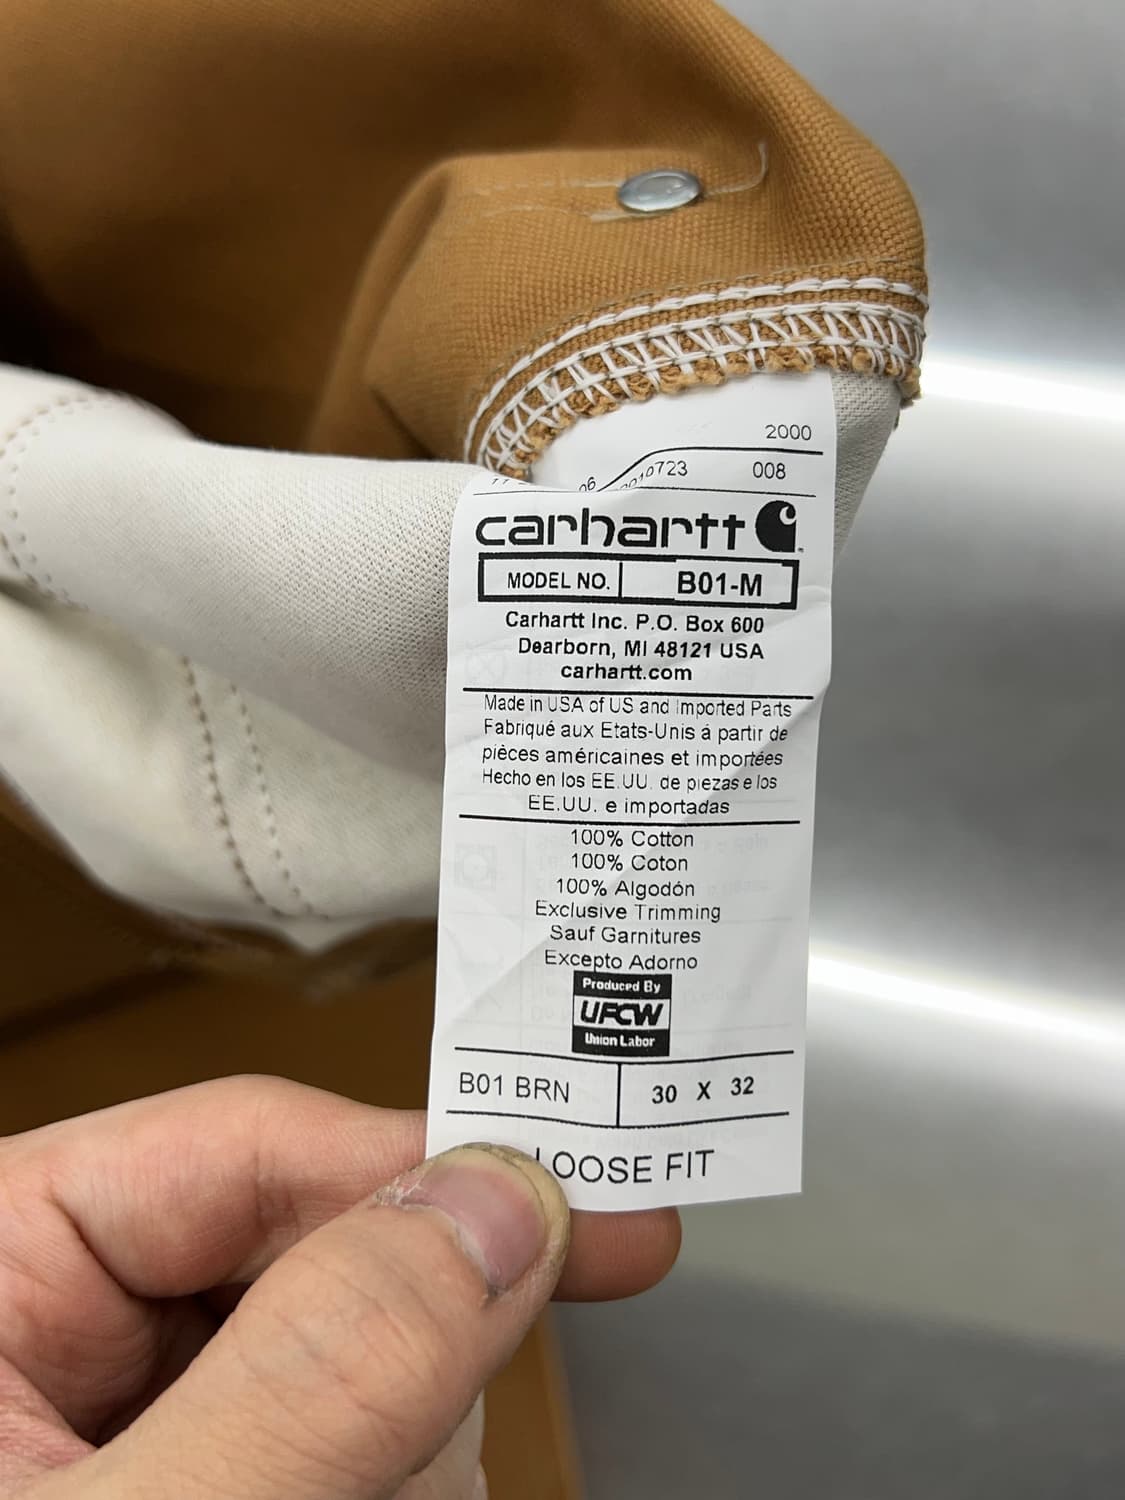 2000
0010723 008
carhartt
MODEL NO. B01-M
Carhartt Inc. P.O. Box 600
Dearborn, MI 48121 USA
carhartt.com
Made in USA of US and Imported Parts
Fabriqué aux Etats-Unis á partir de
pièces américaines et importées
Hecho en los EE.UU. de piezas e los
EE.UU. e importadas
100% Cotton
100% Coton
100% Algodón
Exclusive Trimming
Sauf Garnitures
Excepto Adorno
Produced By
UFCW
Union Labor
B01 BRN 30 X 32
LOOSE FIT